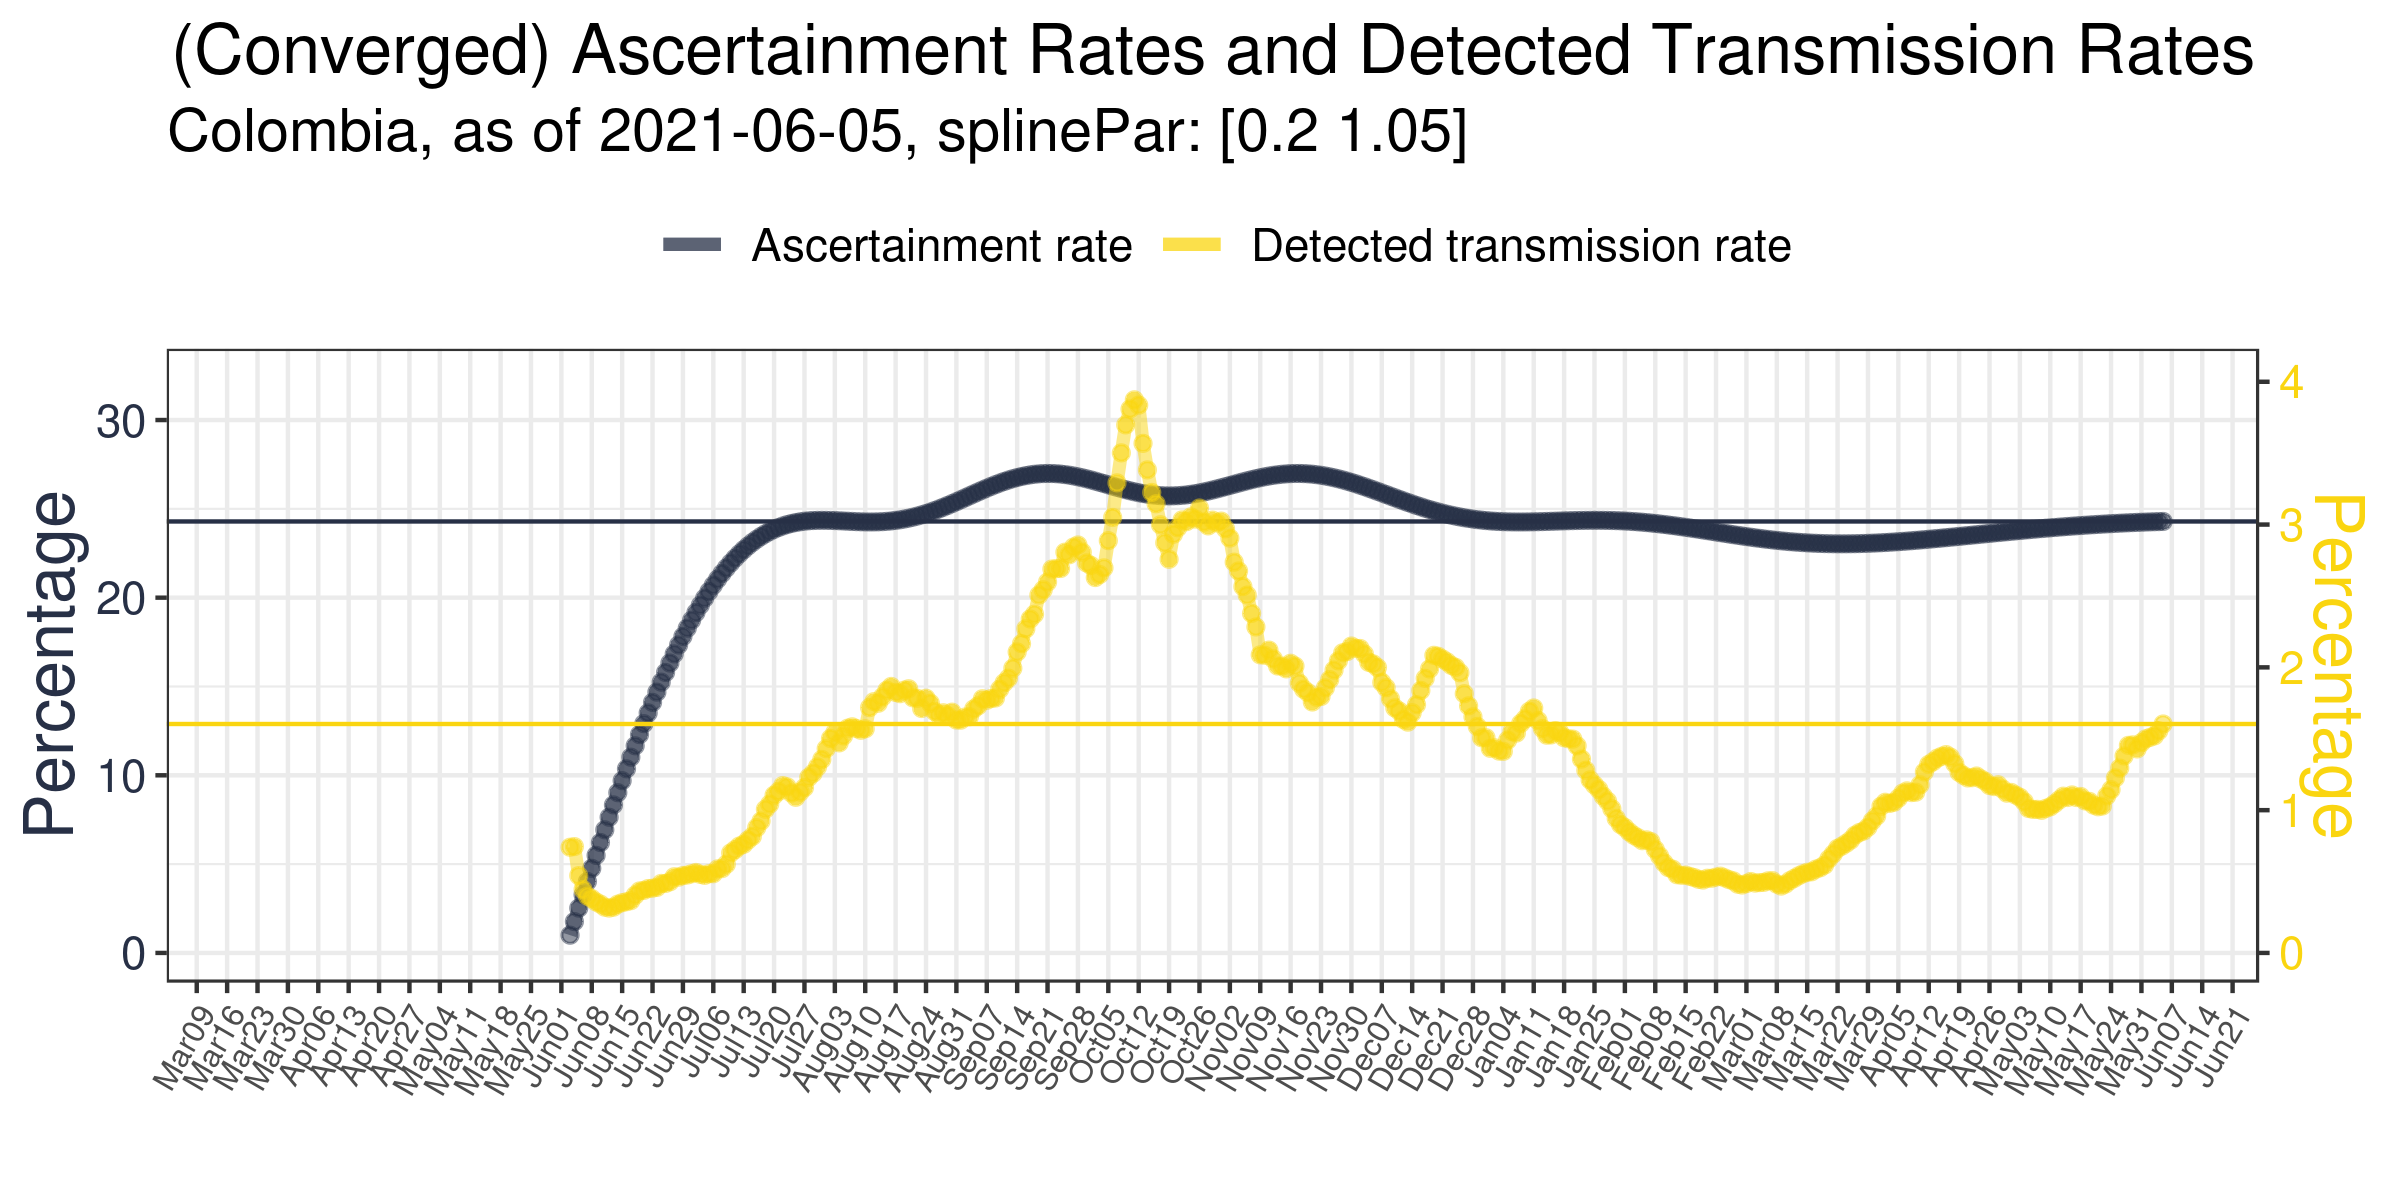 (Converged) Ascertainment Rates and Detected Transmission Rates
Colombia, as of 2021-06-05, splinePar: [0.2 1.05]
Ascertainment rate Detected transmission rate
Percentage
30
20
10
0
4
3
2
1
0
Percentage
Mar09 Mar16 Mar23 Mar30 Apr06 Apr13 Apr20 Apr27 May04 May11 May18 May25 Jun01 Jun08 Jun15 Jun22 Jun29 Jul06 Jul13 Jul20 Jul27 Aug03 Aug10 Aug17 Aug24 Aug31 Sep07 Sep14 Sep21 Sep28 Oct05 Oct12 Oct19 Oct26 Nov02 Nov09 Nov16 Nov23 Nov30 Dec07 Dec14 Dec21 Dec28 Jan04 Jan11 Jan18 Jan25 Feb01 Feb08 Feb15 Feb22 Mar01 Mar08 Mar15 Mar22 Mar29 Apr05 Apr12 Apr19 Apr26 May03 May10 May17 May24 May31 Jun07 Jun14 Jun21